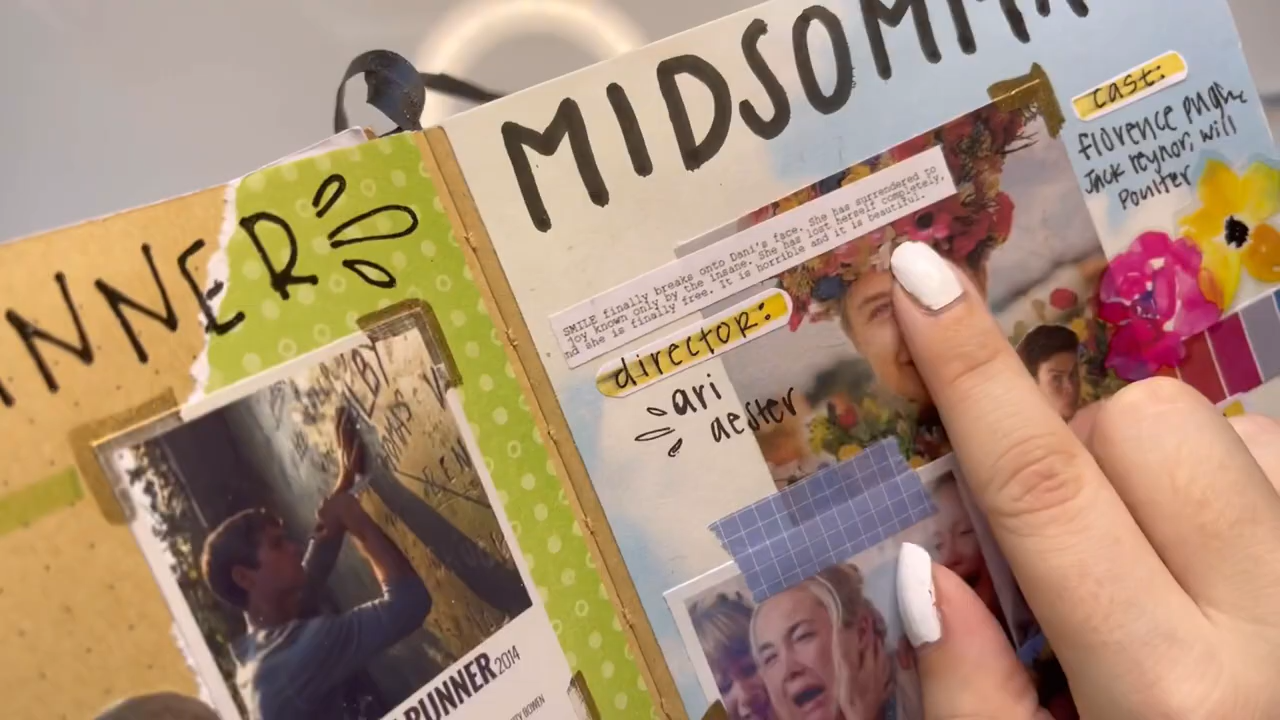 NNER
RUNNER 2014
MIDSOMMA
SMILE finally breaks onto Dani's face. She has surrendered to
joy known only by the insane. She has lost herself completely,
nd she is finally free. It is horrible and it is beautiful.
director:
ari
aester
cast:
florence pugh,
Jack reynor, will
Poulter